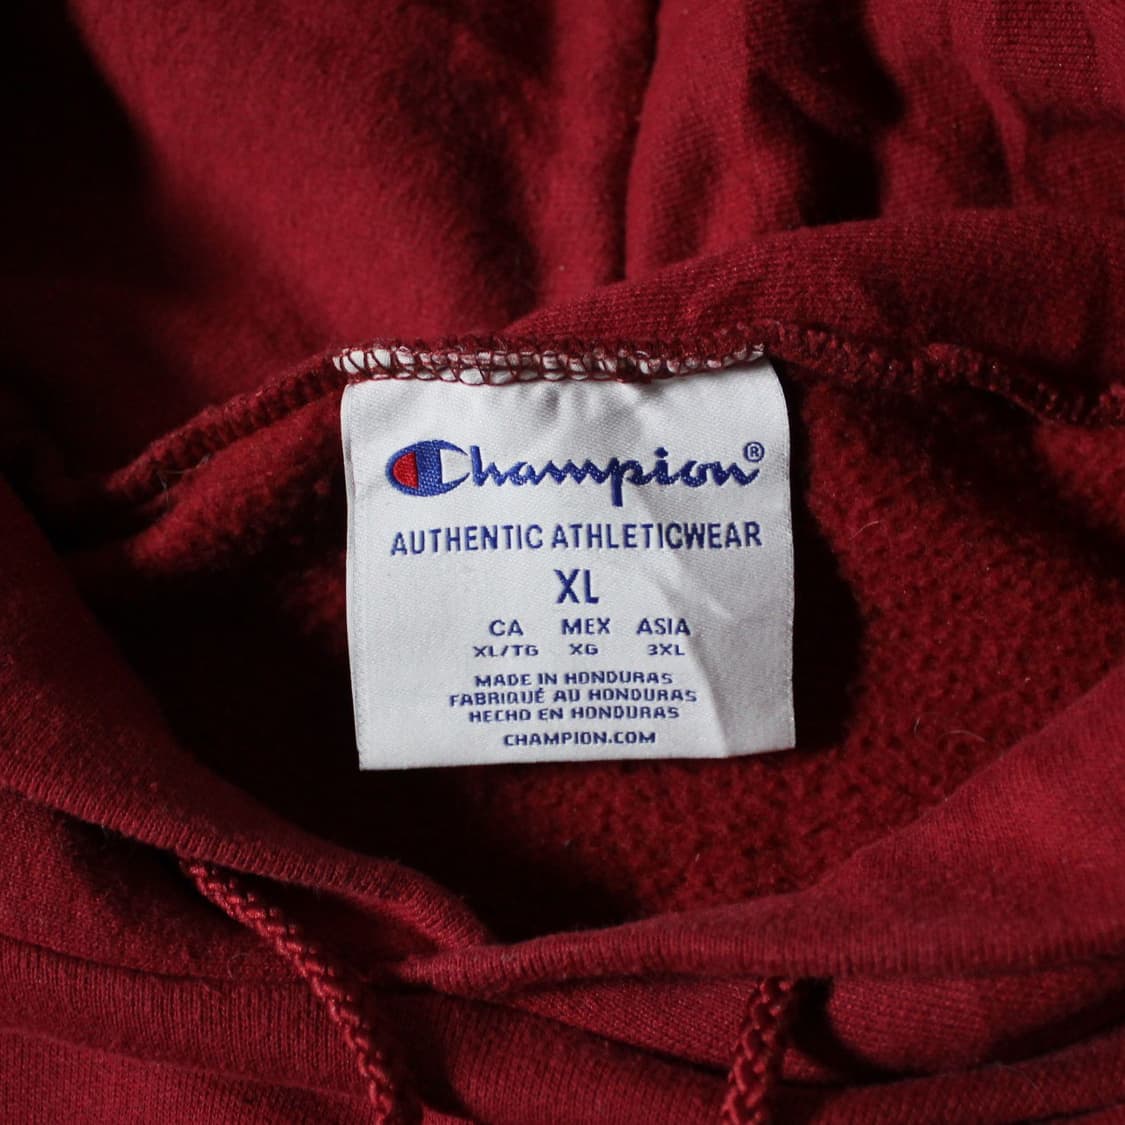 Champion®
AUTHENTIC ATHLETICWEAR
XL
CA MEX ASIA
XL/TG XG 3XL
MADE IN HONDURAS
FABRIQUÉ AU HONDURAS
HECHO EN HONDURAS
CHAMPION.COM